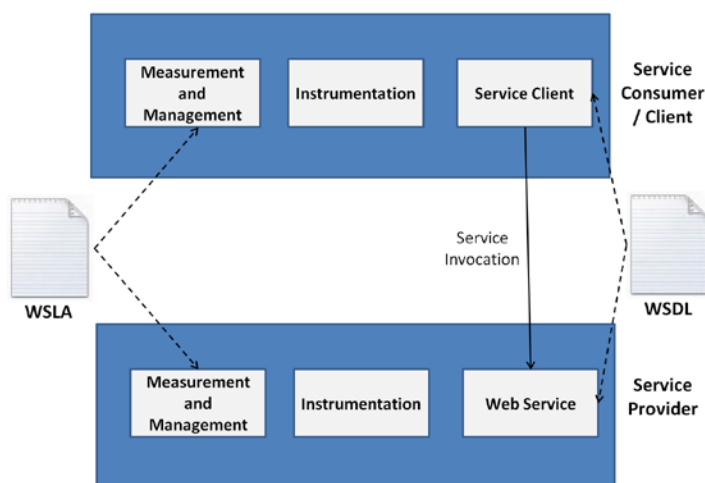 Measurement
and
Management
Instrumentation
Service Client
Service
Consumer
/ Client
Service
Invocation
WSLA
WSDL
Measurement
and
Management
Instrumentation
Web Service
Service
Provider